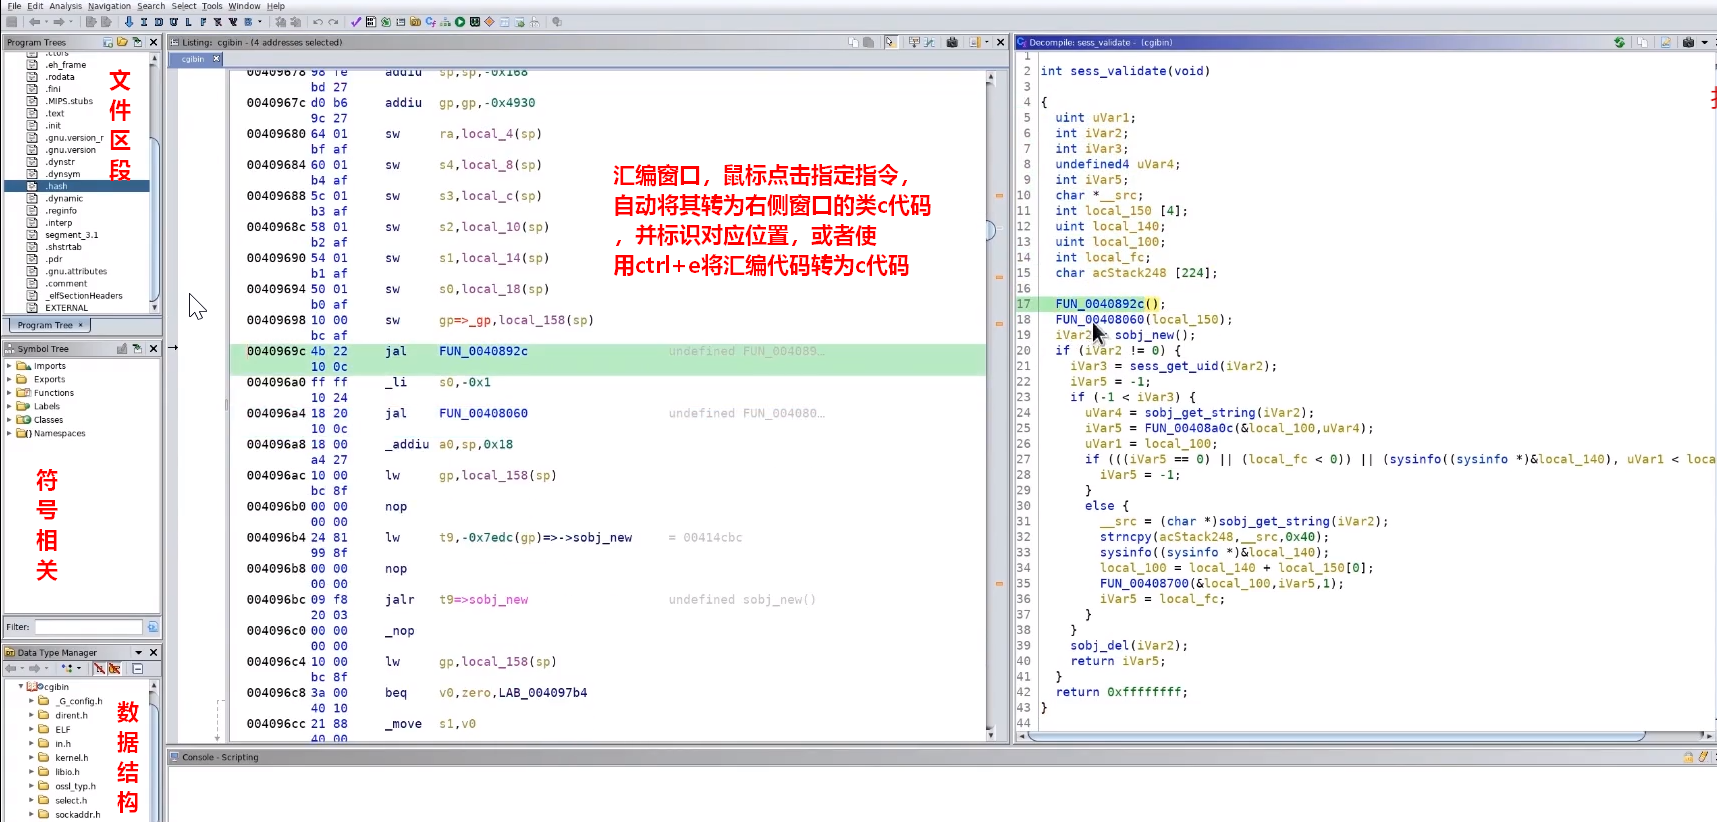 File Edit Analysis Navigation Search Select Tools Window Help
Program Trees
.ctors
.eh_frame
.rodata
.fini
.MIPS.stubs
.text
.init
.gnu.version_r
.gnu.version
.dynstr
.dynsym
.hash
.dynamic
.reginfo
.interp
segment_3.1
.shstrtab
.pdr
.gnu.attributes
.comment
_elfSectionHeaders
EXTERNAL
Program Tree ×
文件区段
Symbol Tree
Imports
Exports
Functions
Labels
Classes
Namespaces
符号相关
Filter:
Data Type Manager
cgibin
_G_config.h
dirent.h
ELF
in.h
kernel.h
libio.h
ossl_typ.h
select.h
sockaddr.h
数据结构
Listing: cgibin - (4 addresses selected)
cgibin
00409678 98 fe addiu sp,sp,-0x168
bd 27
0040967c d0 b6 addiu gp,gp,-0x4930
9c 27
00409680 64 01 sw ra,local_4(sp)
bf af
00409684 60 01 sw s4,local_8(sp)
b4 af
00409688 5c 01 sw s3,local_c(sp)
b3 af
0040968c 58 01 sw s2,local_10(sp)
b2 af
00409690 54 01 sw s1,local_14(sp)
b1 af
00409694 50 01 sw s0,local_18(sp)
b0 af
00409698 10 00 sw gp=>_gp,local_158(sp)
bc af
0040969c 4b 22 jal FUN_0040892c undefined FUN_004089…
10 0c
004096a0 ff ff _li s0,-0x1
10 24
004096a4 18 20 jal FUN_00408060 undefined FUN_004080…
10 0c
004096a8 18 00 _addiu a0,sp,0x18
a4 27
004096ac 10 00 lw gp,local_158(sp)
bc 8f
004096b0 00 00 nop
00 00
004096b4 24 81 lw t9,-0x7edc(gp)=>->sobj_new = 00414cbc
99 8f
004096b8 00 00 nop
00 00
004096bc 09 f8 jalr t9=>sobj_new undefined sobj_new()
20 03
004096c0 00 00 _nop
00 00
004096c4 10 00 lw gp,local_158(sp)
bc 8f
004096c8 3a 00 beq v0,zero,LAB_004097b4
40 10
004096cc 21 88 _move s1,v0
40 00
汇编窗口，鼠标点击指定指令，
自动将其转为右侧窗口的类c代码
，并标识对应位置，或者使
用ctrl+e将汇编代码转为c代码
Decompile: sess_validate - (cgibin)
1
2 int sess_validate(void)
3
4 {
5 uint uVar1;
6 int iVar2;
7 int iVar3;
8 undefined4 uVar4;
9 int iVar5;
10 char *__src;
11 int local_150 [4];
12 uint local_140;
13 uint local_100;
14 int local_fc;
15 char acStack248 [224];
16
17 FUN_0040892c();
18 FUN_00408060(local_150);
19 iVar2 = sobj_new();
20 if (iVar2 != 0) {
21 iVar3 = sess_get_uid(iVar2);
22 iVar5 = -1;
23 if (-1 < iVar3) {
24 uVar4 = sobj_get_string(iVar2);
25 iVar5 = FUN_00408a0c(&local_100,uVar4);
26 uVar1 = local_100;
27 if (((iVar5 == 0) || (local_fc < 0)) || (sysinfo((sysinfo *)&local_140), uVar1 < loca
28 iVar5 = -1;
29 }
30 else {
31 __src = (char *)sobj_get_string(iVar2);
32 strncpy(acStack248,__src,0x40);
33 sysinfo((sysinfo *)&local_140);
34 local_100 = local_140 + local_150[0];
35 FUN_00408700(&local_100,iVar5,1);
36 iVar5 = local_fc;
37 }
38 }
39 sobj_del(iVar2);
40 return iVar5;
41 }
42 return 0xffffffff;
43 }
44
Console - Scripting